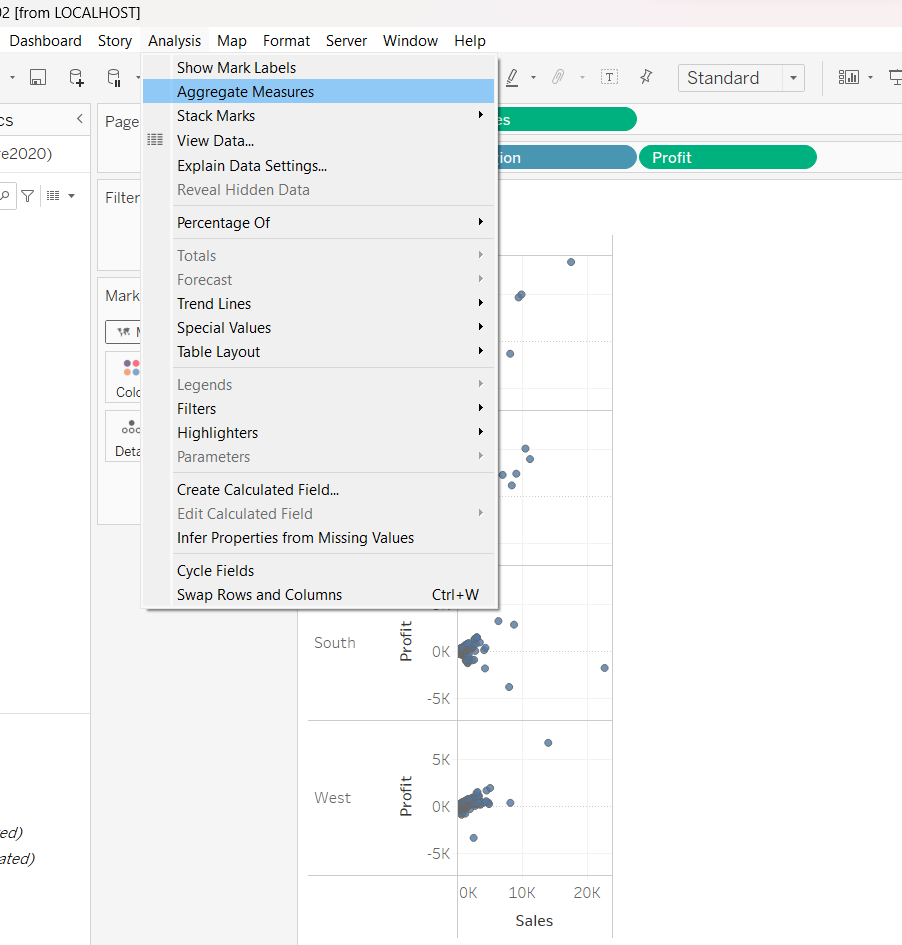 02 [from LOCALHOST]
Dashboard Story Analysis Map Format Server Window Help
Show Mark Labels
Aggregate Measures
Stack Marks
View Data...
Explain Data Settings...
Reveal Hidden Data
Percentage Of
Totals
Forecast
Trend Lines
Special Values
Table Layout
Legends
Filters
Highlighters
Parameters
Create Calculated Field...
Edit Calculated Field
Infer Properties from Missing Values
Cycle Fields
Swap Rows and Columns Ctrl+W
T
Standard
cs
e2020)
Page
Filter
Mark
Colo
Deta
es
ion
Profit
South
Profit
0K
-5K
West
Profit
5K
0K
-5K
0K 10K 20K
Sales
ed)
ated)